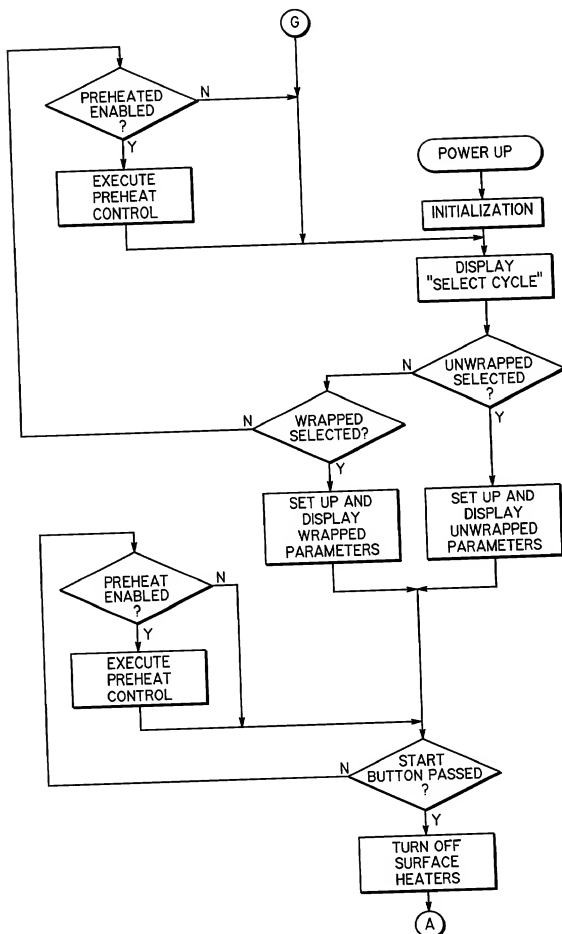 G
PREHEATED
ENABLED
?
N
Y
EXECUTE
PREHEAT
CONTROL
POWER UP
INITIALIZATION
DISPLAY
"SELECT CYCLE"
UNWRAPPED
SELECTED
?
N
Y
WRAPPED
SELECTED?
N
Y
SET UP AND
DISPLAY
WRAPPED
PARAMETERS
SET UP AND
DISPLAY
UNWRAPPED
PARAMETERS
PREHEAT
ENABLED
?
N
Y
EXECUTE
PREHEAT
CONTROL
START
BUTTON PASSED
?
N
Y
TURN OFF
SURFACE
HEATERS
A